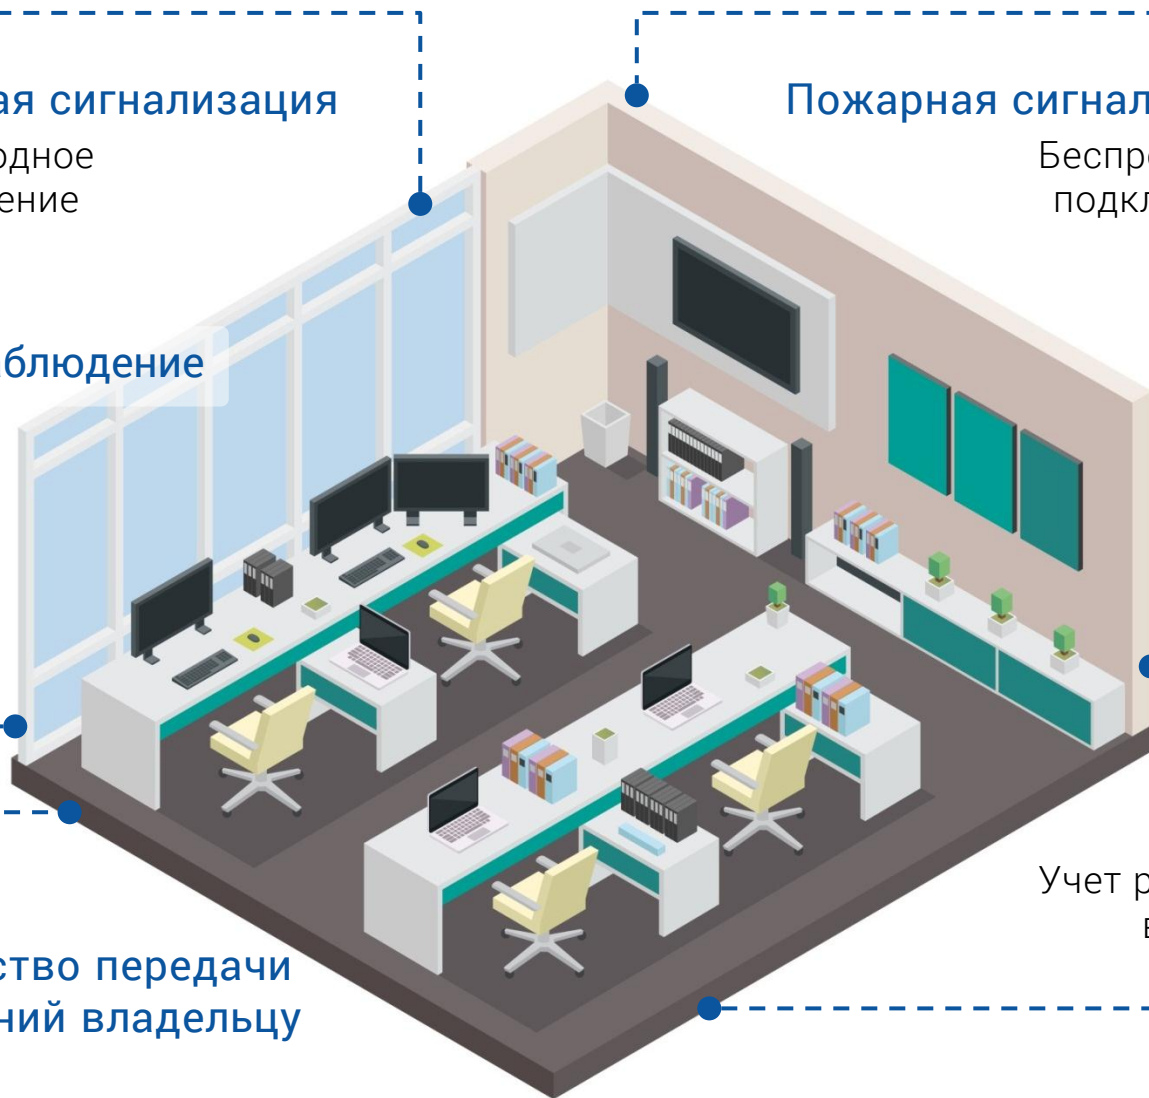 ая сигнализация
одное
ение
Пожарная сигнал
Беспро
подкл
блюдение
Учет р
в
ство передачи
ний владельцу